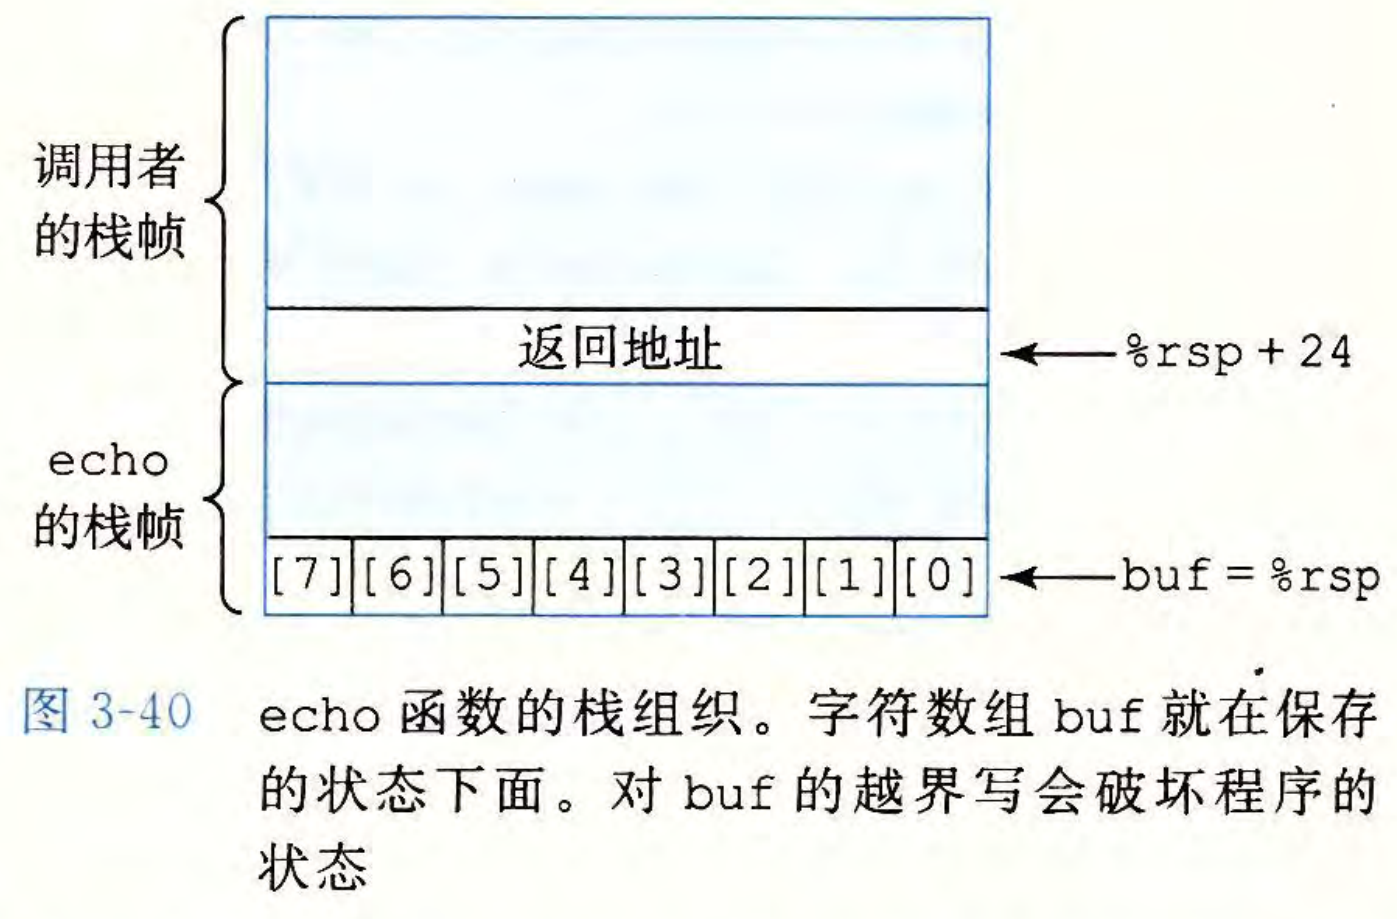 调用者
的栈帧
返回地址
%rsp + 24
echo
的栈帧
[7] [6] [5] [4] [3] [2] [1] [0]
buf = %rsp
图 3-40 echo 函数的栈组织。字符数组 buf 就在保存
的状态下面。对 buf 的越界写会破坏程序的
状态